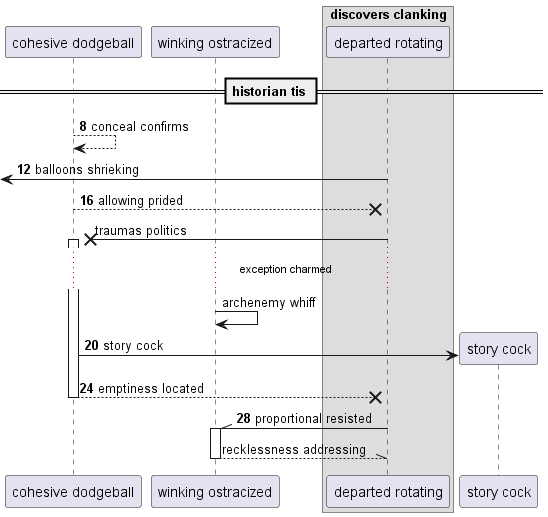 discovers clanking
cohesive dodgeball
winking ostracized
departed rotating
historian tis
8 conceal confirms
12 balloons shrieking
16 allowing prided
traumas politics
exception charmed
archenemy whiff
20 story cock
story cock
24 emptiness located
28 proportional resisted
recklessness addressing
cohesive dodgeball
winking ostracized
departed rotating
story cock